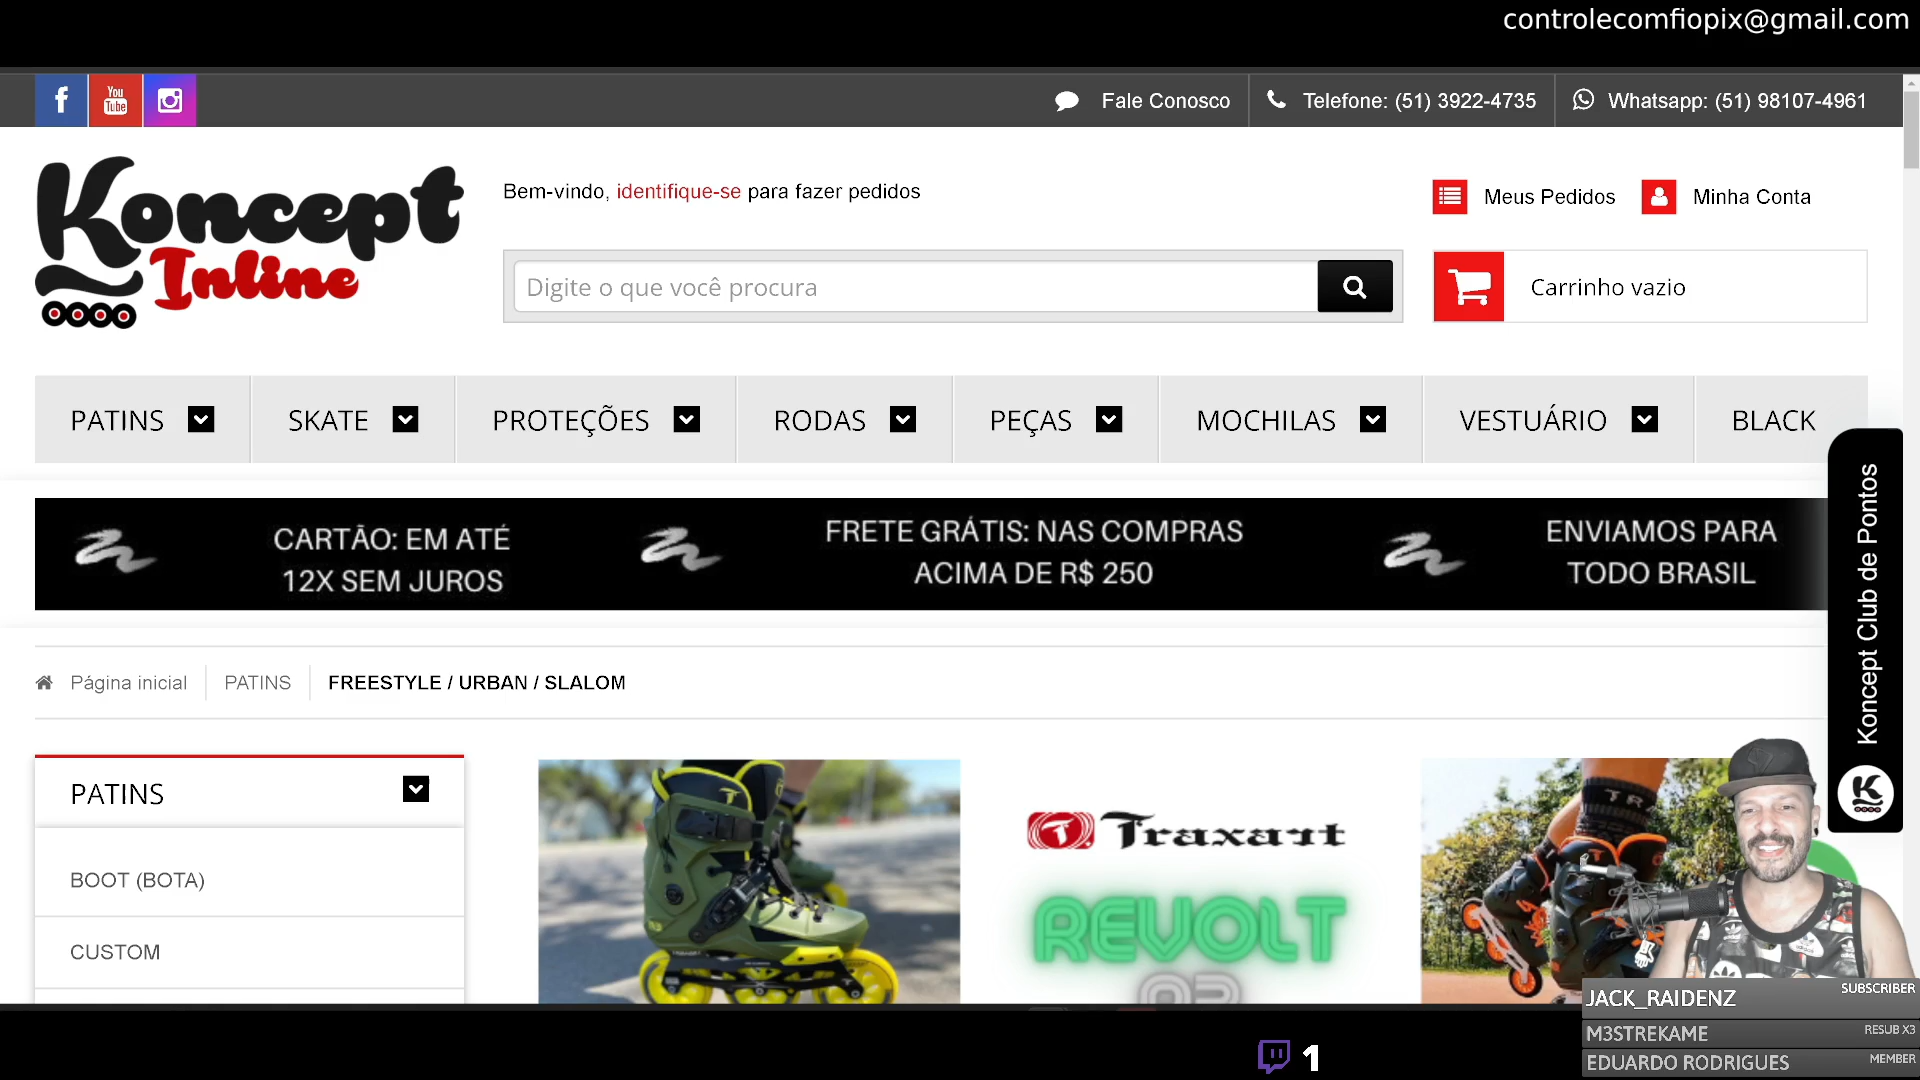 controlecomfiopix@gmail.com
You
Tube
Fale Conosco
Telefone: (51) 3922-4735
Whatsapp: (51) 98107-4961
Koncept
Inline
Bem-vindo, identifique-se para fazer pedidos
Meus Pedidos
Minha Conta
Digite o que você procura
Carrinho vazio
PATINS
SKATE
PROTEÇÕES
RODAS
PEÇAS
MOCHILAS
VESTUÁRIO
BLACK
CARTÃO: EM ATÉ
12X SEM JUROS
FRETE GRÁTIS: NAS COMPRAS
ACIMA DE R$ 250
ENVIAMOS PARA
TODO BRASIL
Koncept Club de Pontos
Página inicial
PATINS
FREESTYLE / URBAN / SLALOM
PATINS
BOOT (BOTA)
CUSTOM
Traxart
REVOLT
JACK_RAIDENZ
SUBSCRIBER
M3STREKAME
RESUB X3
EDUARDO RODRIGUES
MEMBER
1